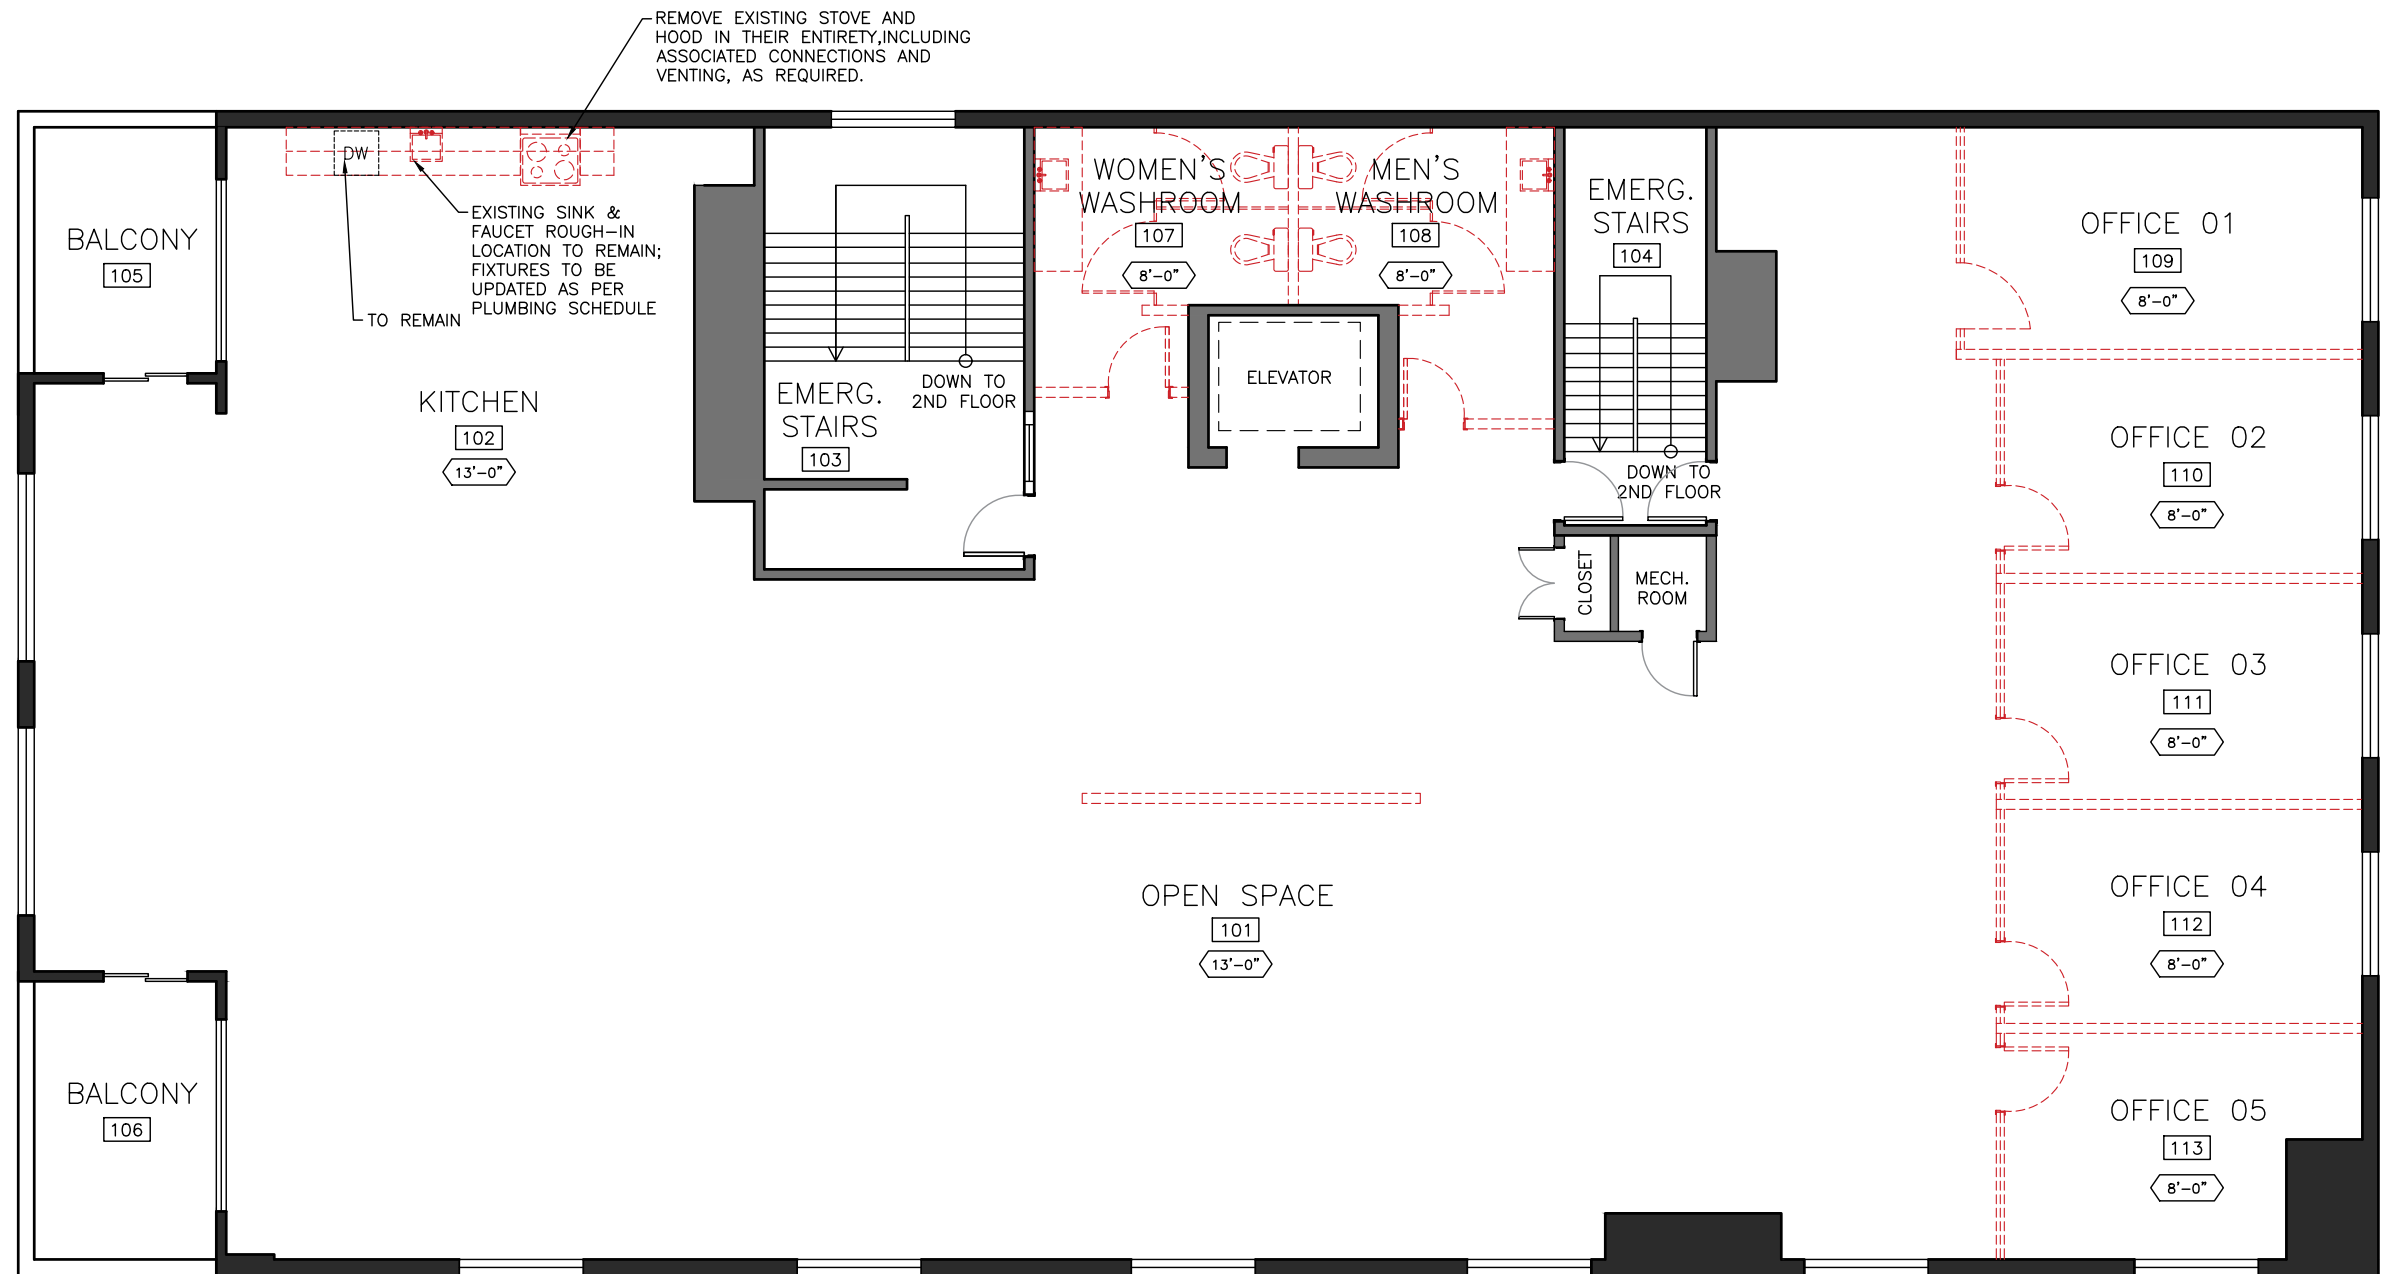 REMOVE EXISTING STOVE AND
HOOD IN THEIR ENTIRETY,INCLUDING
ASSOCIATED CONNECTIONS AND
VENTING, AS REQUIRED.
DW
EXISTING SINK &
FAUCET ROUGH-IN
LOCATION TO REMAIN;
FIXTURES TO BE
UPDATED AS PER
PLUMBING SCHEDULE
TO REMAIN
BALCONY
105
KITCHEN
102
13'-0"
EMERG.
STAIRS
103
DOWN TO
2ND FLOOR
WOMEN'S
WASHROOM
107
8'-0"
MEN'S
WASHROOM
108
8'-0"
ELEVATOR
EMERG.
STAIRS
104
DOWN TO
2ND FLOOR
CLOSET
MECH.
ROOM
OFFICE 01
109
8'-0"
OFFICE 02
110
8'-0"
OFFICE 03
111
8'-0"
OPEN SPACE
101
13'-0"
OFFICE 04
112
8'-0"
BALCONY
106
OFFICE 05
113
8'-0"